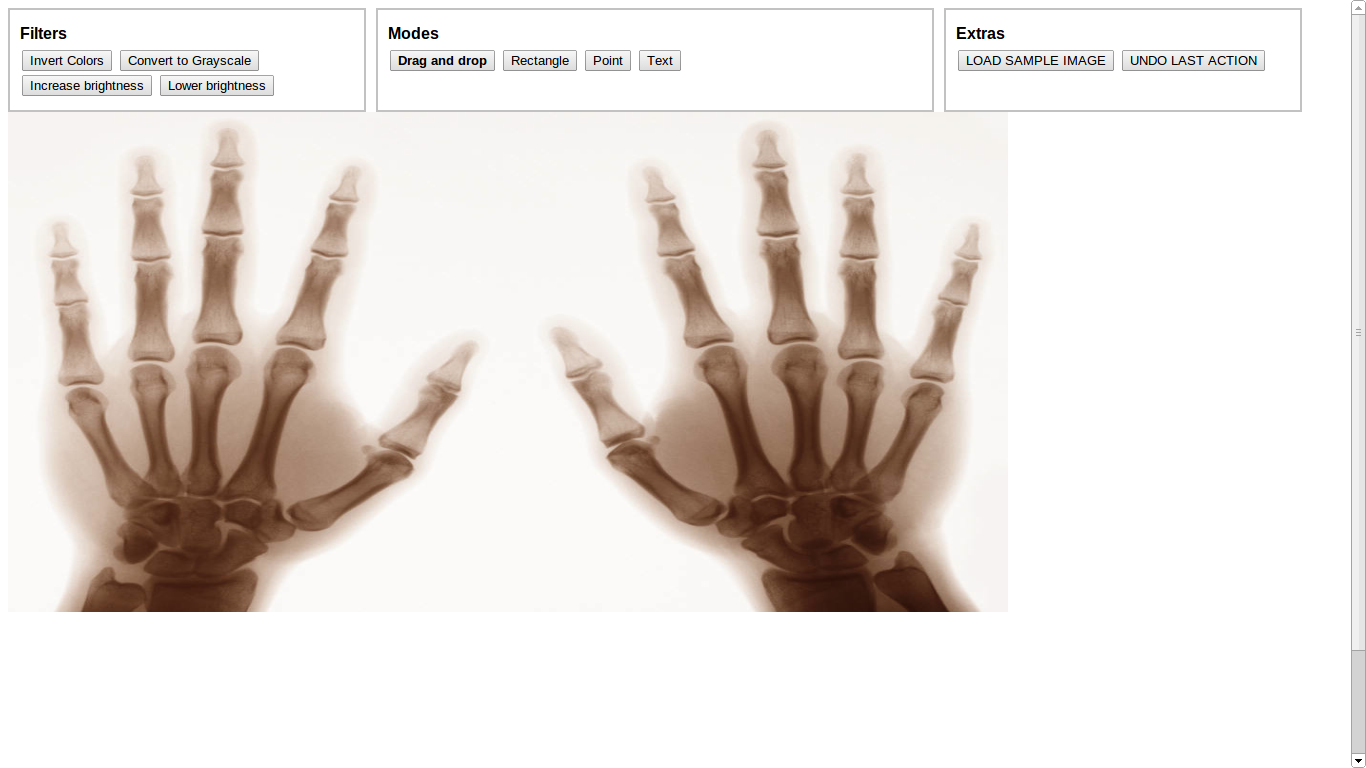 Filters
Invert Colors Convert to Grayscale
Increase brightness Lower brightness
Modes
Drag and drop Rectangle Point Text
Extras
LOAD SAMPLE IMAGE UNDO LAST ACTION